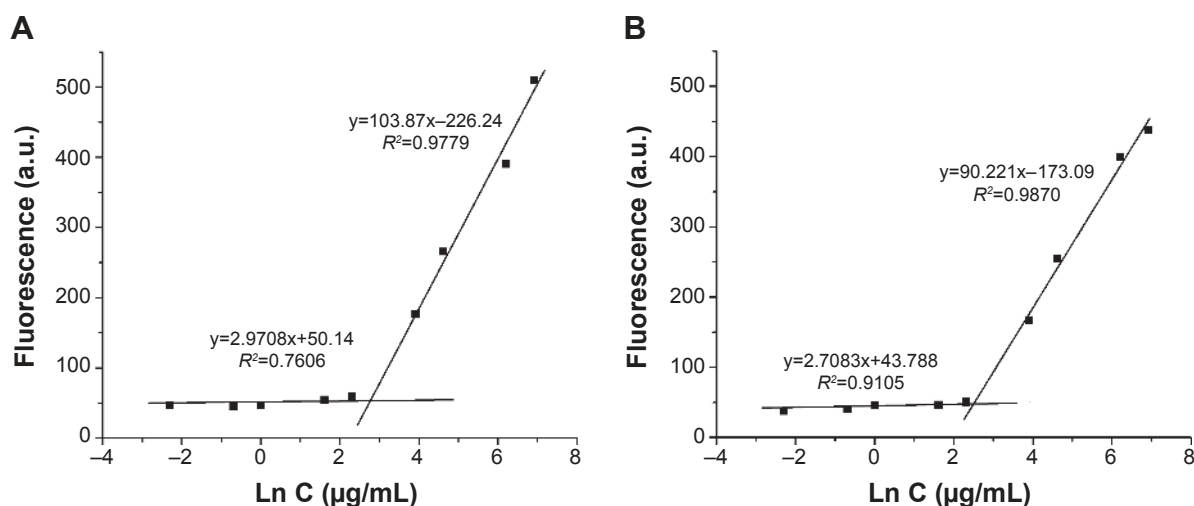 A
Fluorescence (a.u.)
500
400
300
200
100
0
–4
–2
0
2
4
6
8
Ln C (µg/mL)
y=103.87x–226.24
R²=0.9779
y=2.9708x+50.14
R²=0.7606
B
Fluorescence (a.u.)
500
400
300
200
100
0
–4
–2
0
2
4
6
8
Ln C (µg/mL)
y=90.221x–173.09
R²=0.9870
y=2.7083x+43.788
R²=0.9105